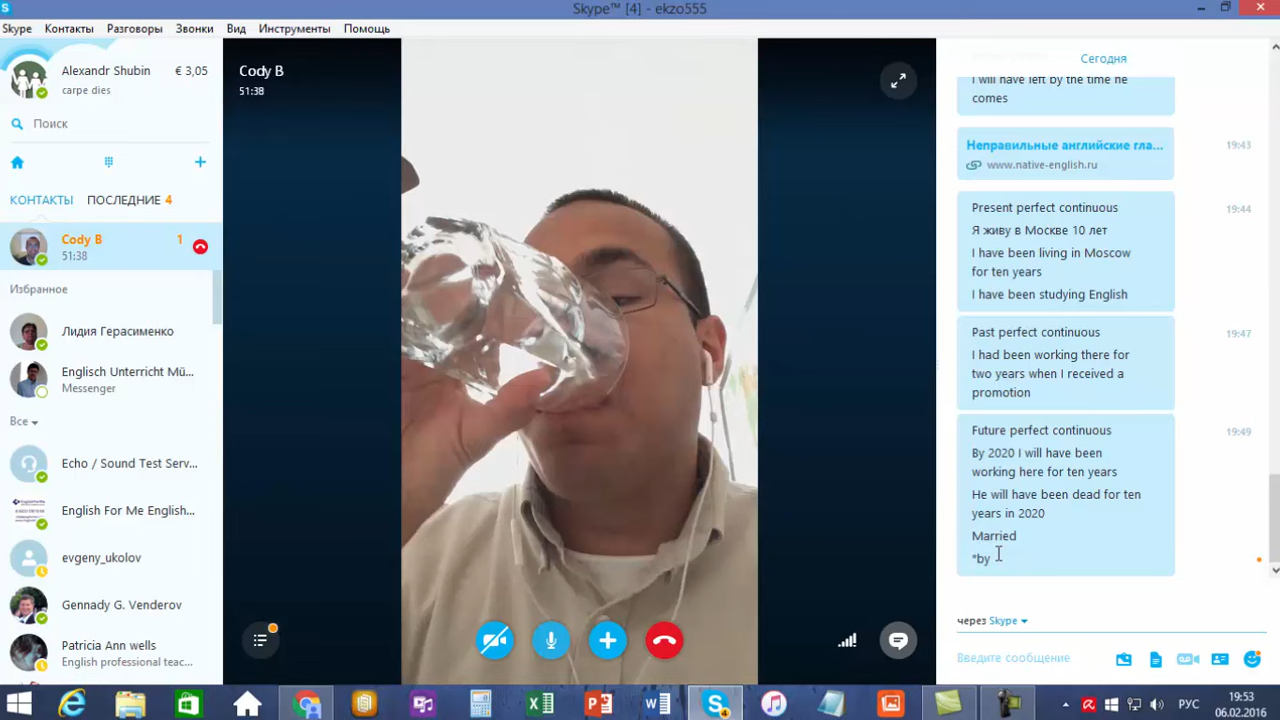 Skype™ [4] - ekzo555
Skype Контакты Разговоры Звонки Вид Инструменты Помощь
Alexandr Shubin € 3,05
carpe dies
Поиск
КОНТАКТЫ ПОСЛЕДНИЕ 4
Cody B 1
51:38
Избранное
Лидия Герасименко
Englisch Unterricht Mü...
Messenger
Все
Echo / Sound Test Serv...
English For Me English...
evgeny_ukolov
Gennady G. Venderov
Patricia Ann wells
English professional teac...
Cody B
51:38
Сегодня
I will have left by the time he
comes
Неправильные английские гла... 19:43
www.native-english.ru
Present perfect continuous 19:44
Я живу в Москве 10 лет
I have been living in Moscow
for ten years
I have been studying English
Past perfect continuous 19:47
I had been working there for
two years when I received a
promotion
Future perfect continuous 19:49
By 2020 I will have been
working here for ten years
He will have been dead for ten
years in 2020
Married
*by
через Skype
Введите сообщение
РУС
19:53
06.02.2016